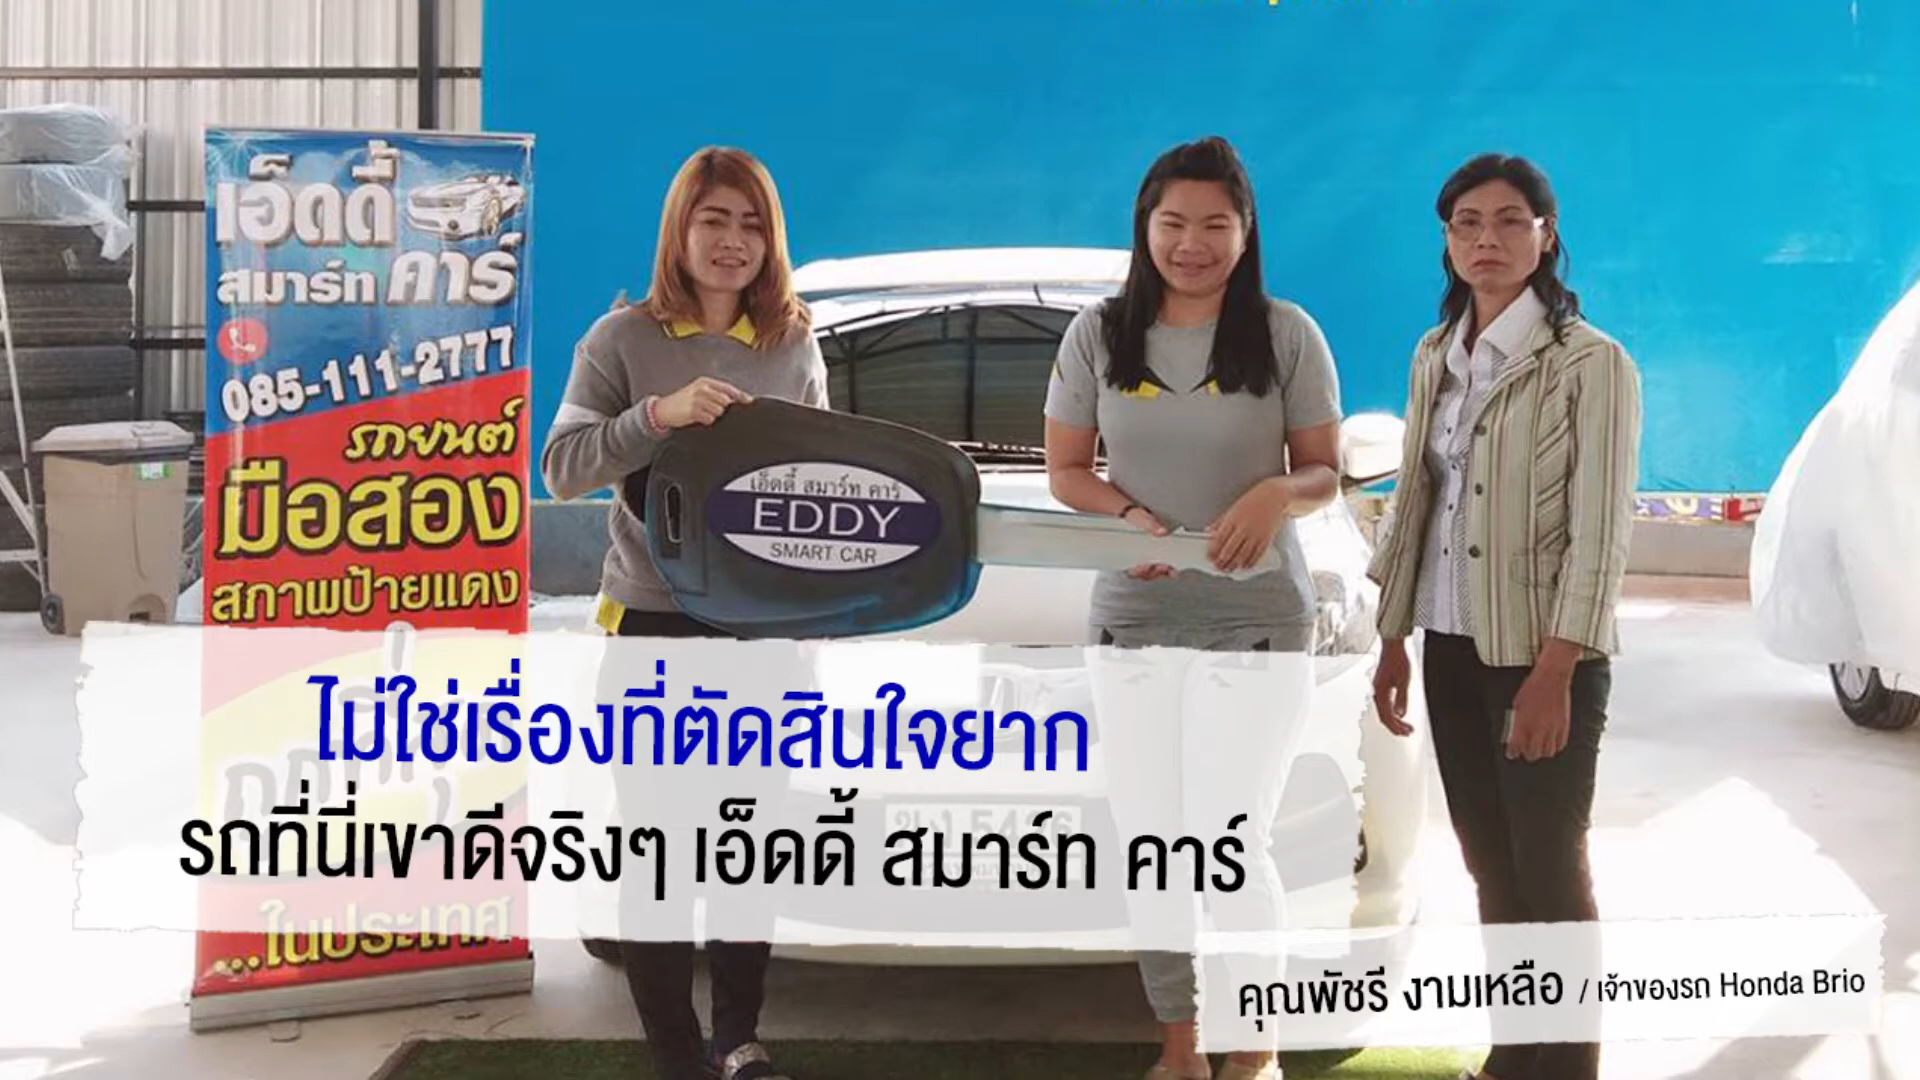 เอ็ดดี้
สมาร์ท คาร์
085-111-2777
รถยนต์
มือสอง
สภาพป้ายแดง
...ในประเทศ
เอ็ดดี้ สมาร์ท คาร์
EDDY
SMART CAR
ไม่ใช่เรื่องที่ตัดสินใจยาก
รถที่นี่เขาดีจริงๆ เอ็ดดี้ สมาร์ท คาร์
คุณพัชรี งามเหลือ / เจ้าของรถ Honda Brio